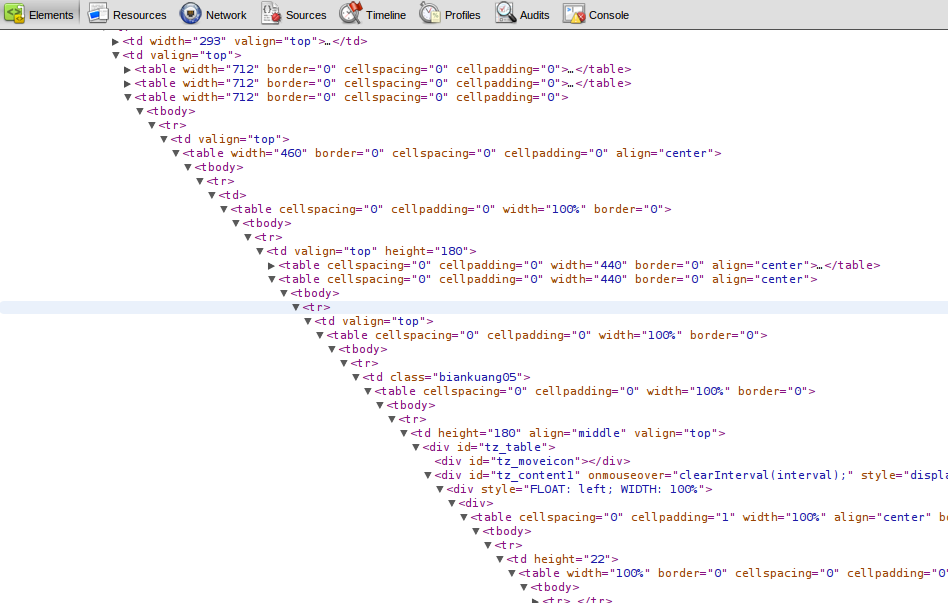 Elements Resources Network Sources Timeline Profiles Audits Console
▶<td width="293" valign="top">…</td>
▼<td valign="top">
▶<table width="712" border="0" cellspacing="0" cellpadding="0">…</table>
▶<table width="712" border="0" cellspacing="0" cellpadding="0">…</table>
▼<table width="712" border="0" cellspacing="0" cellpadding="0">
▼<tbody>
▼<tr>
▼<td valign="top">
▼<table width="460" border="0" cellspacing="0" cellpadding="0" align="center">
▼<tbody>
▼<tr>
▼<td>
▼<table cellspacing="0" cellpadding="0" width="100%" border="0">
▼<tbody>
▼<tr>
▼<td valign="top" height="180">
▶<table cellspacing="0" cellpadding="0" width="440" border="0" align="center">…</table>
▼<table cellspacing="0" cellpadding="0" width="440" border="0" align="center">
▼<tbody>
▼<tr>
▼<td valign="top">
▼<table cellspacing="0" cellpadding="0" width="100%" border="0">
▼<tbody>
▼<tr>
▼<td class="biankuang05">
▼<table cellspacing="0" cellpadding="0" width="100%" border="0">
▼<tbody>
▼<tr>
▼<td height="180" align="middle" valign="top">
▼<div id="tz_table">
<div id="tz_moveicon"></div>
▼<div id="tz_content1" onmouseover="clearInterval(interval);" style="displa
▼<div style="FLOAT: left; WIDTH: 100%">
▼<div>
▼<table cellspacing="0" cellpadding="1" width="100%" align="center" bo
▼<tbody>
▼<tr>
▼<td height="22">
▼<table width="100%" border="0" cellspacing="0" cellpadding="0"
▼<tbody>
▶<tr>…</tr>